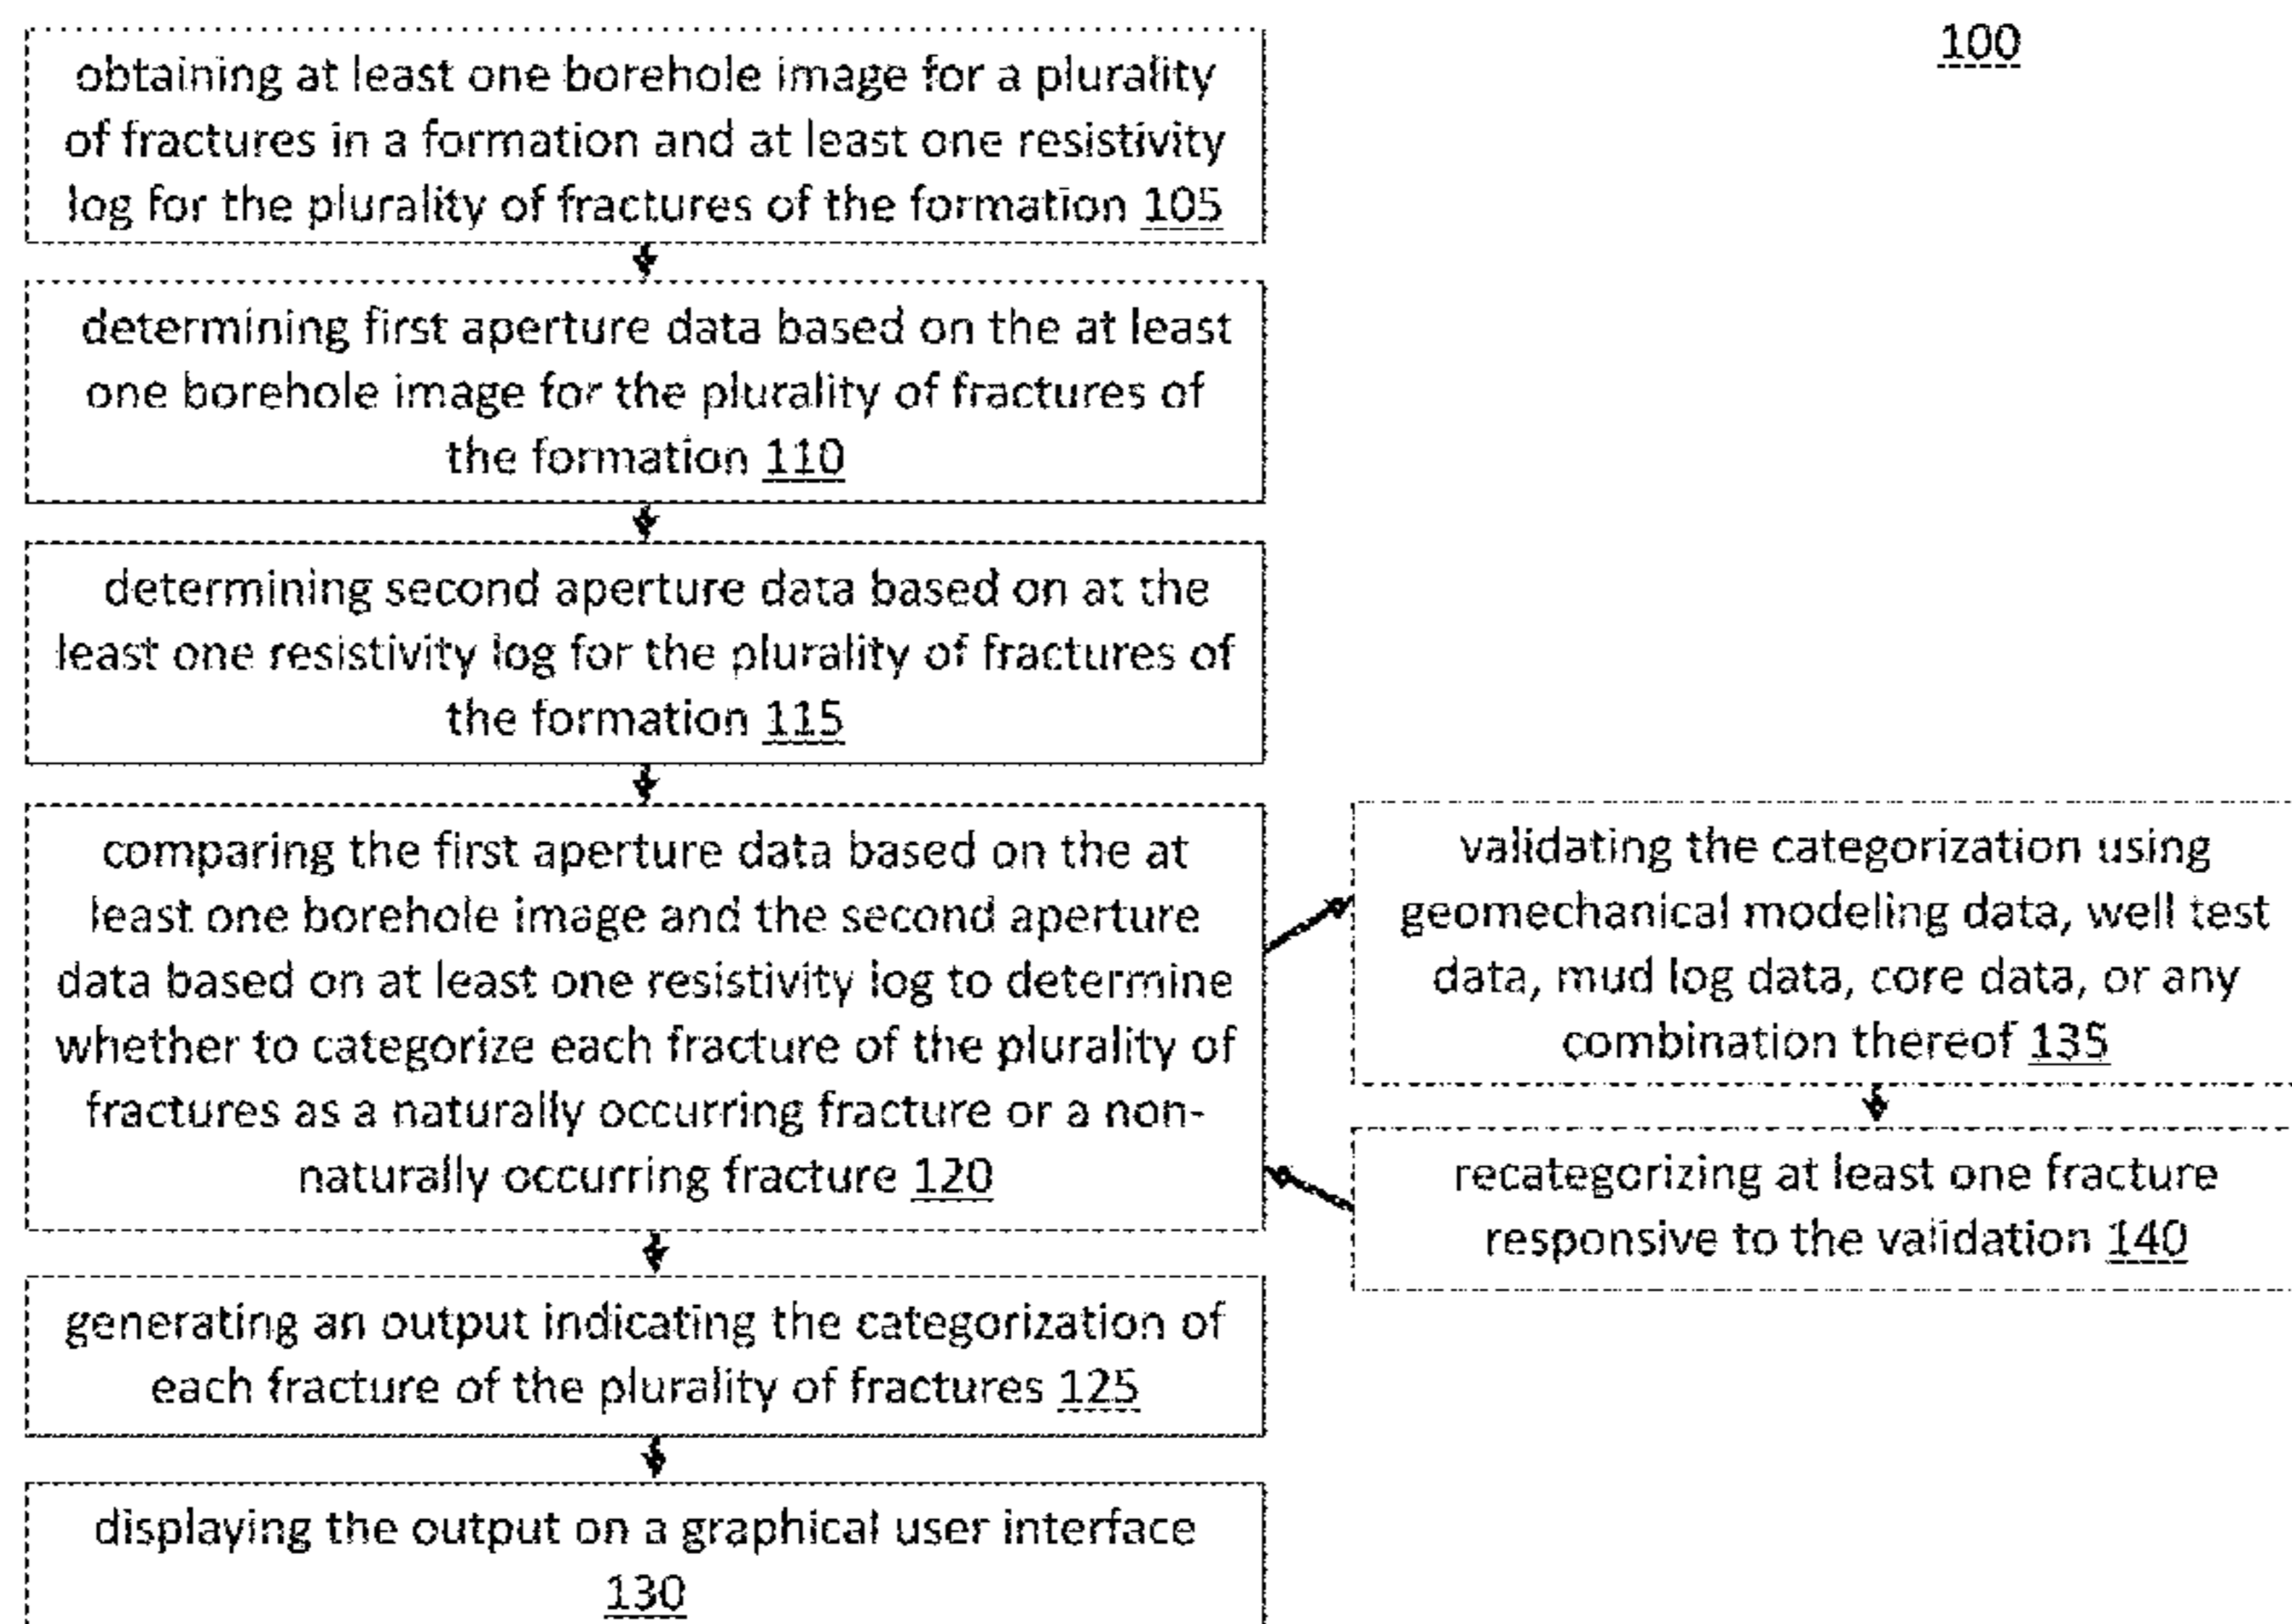 100
obtaining at least one borehole image for a plurality
of fractures in a formation and at least one resistivity
log for the plurality of fractures of the formation 105
determining first aperture data based on the at least
one borehole image for the plurality of fractures of
the formation 110
determining second aperture data based on at the
least one resistivity log for the plurality of fractures of
the formation 115
comparing the first aperture data based on the at
least one borehole image and the second aperture
data based on at least one resistivity log to determine
whether to categorize each fracture of the plurality of
fractures as a naturally occurring fracture or a non-
naturally occurring fracture 120
validating the categorization using
geomechanical modeling data, well test
data, mud log data, core data, or any
combination thereof 135
recategorizing at least one fracture
responsive to the validation 140
generating an output indicating the categorization of
each fracture of the plurality of fractures 125
displaying the output on a graphical user interface
130